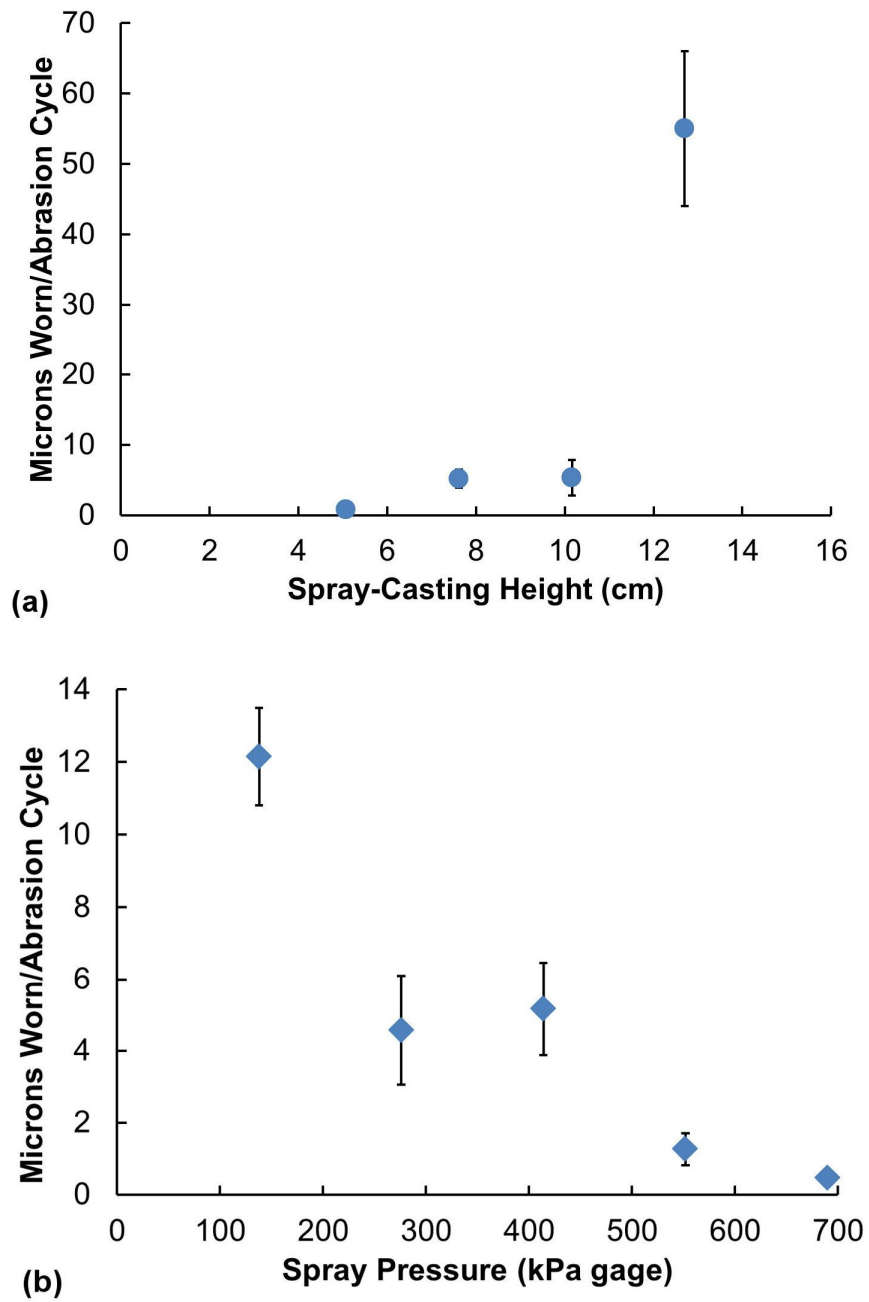 70
60
50
40
30
20
10
0
Microns Worn/Abrasion Cycle
0 2 4 6 8 10 12 14 16
Spray-Casting Height (cm)
(a)
14
12
10
8
6
4
2
0
Microns Worn/Abrasion Cycle
0 100 200 300 400 500 600 700
Spray Pressure (kPa gage)
(b)